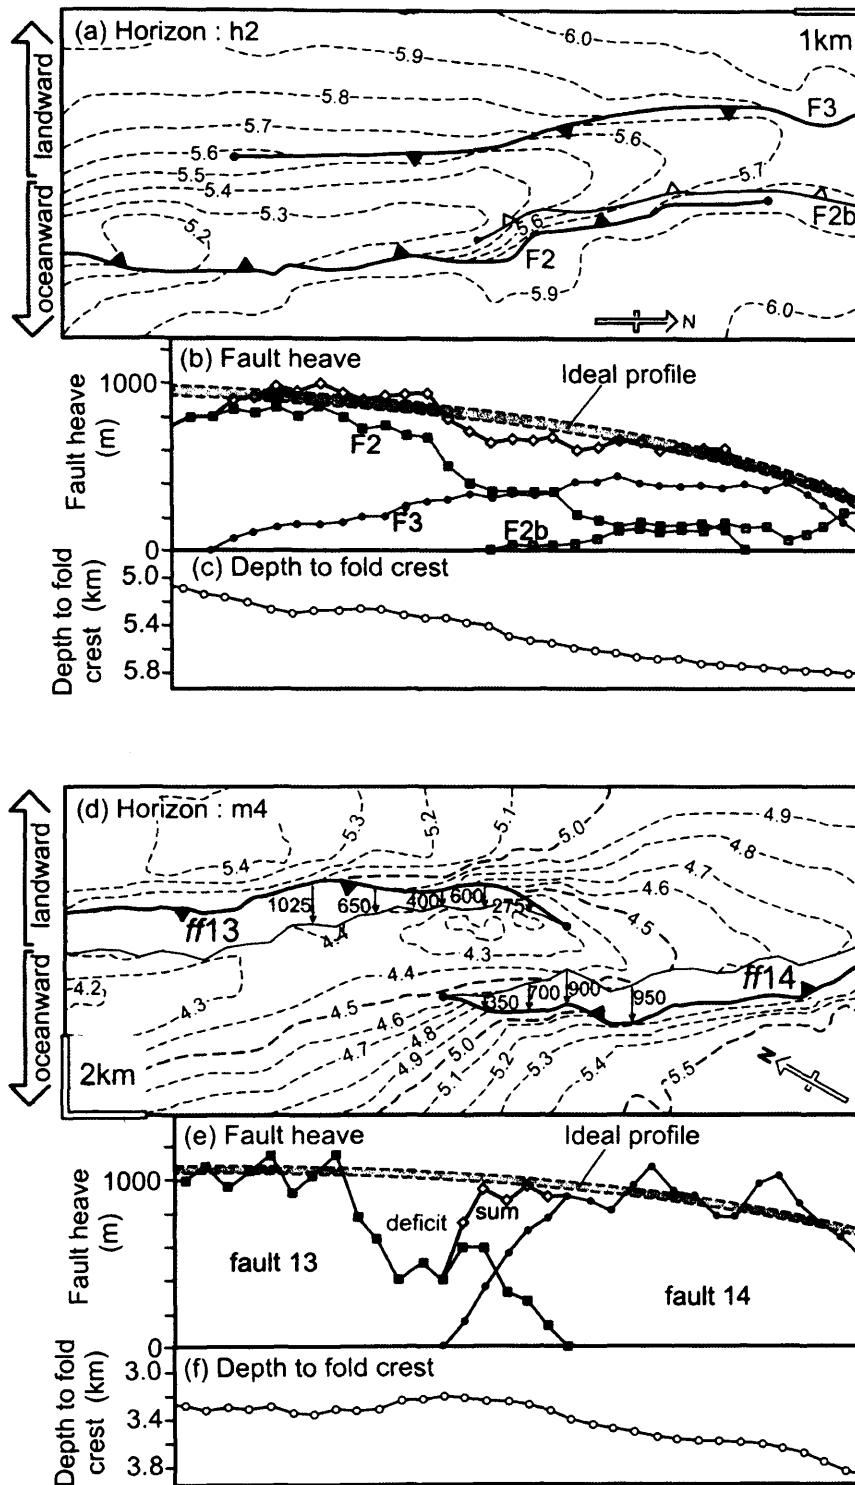 (a) Horizon : h2
1km
landward
oceanward
6.0
5.9
5.8
5.7
5.6
5.5
5.4
5.3
5.2
5.6
5.7
5.6
5.9
6.0
F3
F2b
F2
N
(b) Fault heave
Ideal profile
Fault heave
(m)
1000
0
F2
F3
F2b
(c) Depth to fold crest
Depth to fold
crest (km)
5.0
5.4
5.8
(d) Horizon : m4
landward
oceanward
5.4
5.3
5.2
5.1
5.0
4.9
4.8
4.7
4.6
4.5
1025
650
400
600
275
ff13
4.4
4.3
4.2
4.3
4.4
4.5
4.6
4.7
4.8
4.9
5.0
5.1
5.2
5.3
5.4
5.5
350
700
900
950
ff14
2km
N
(e) Fault heave
Ideal profile
Fault heave
(m)
1000
0
deficit
sum
fault 13
fault 14
(f) Depth to fold crest
Depth to fold
crest (km)
3.0
3.4
3.8